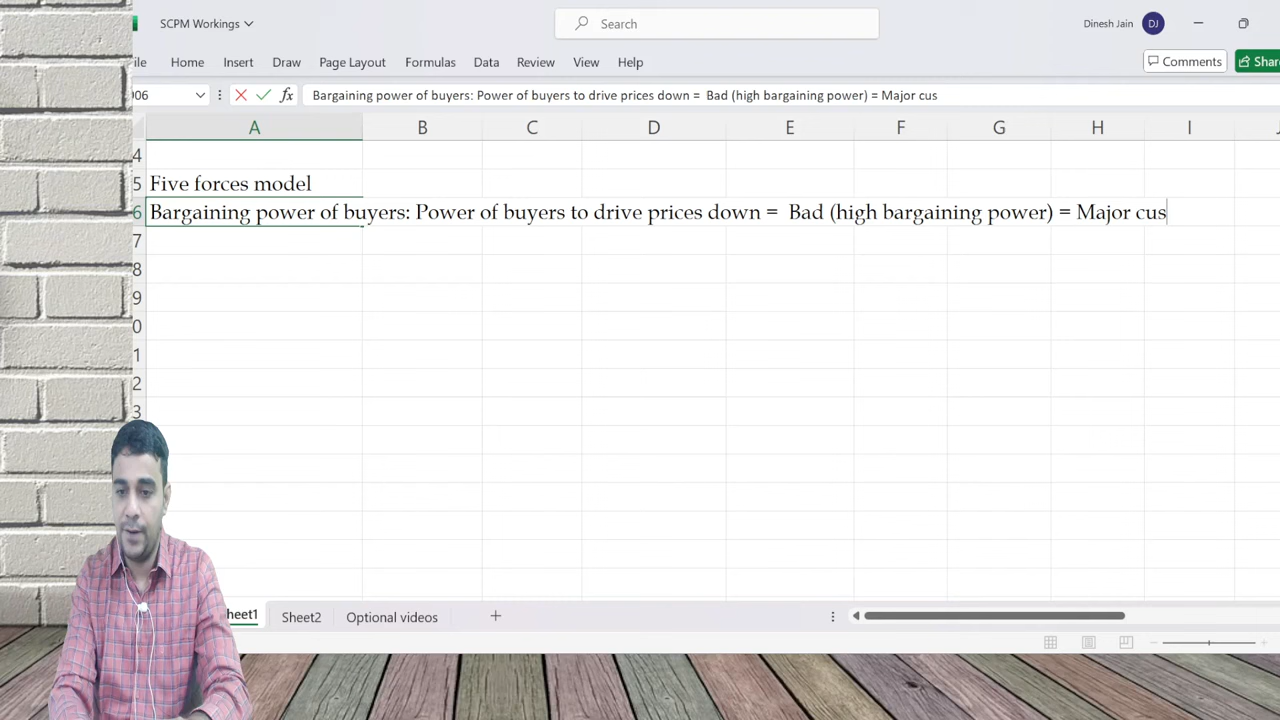 SCPM Workings
Search
Dinesh Jain
DJ
Home Insert Draw Page Layout Formulas Data Review View Help
Comments
fx
Bargaining power of buyers: Power of buyers to drive prices down = Bad (high bargaining power) = Major cus
A B C D E F G H I
4
5 Five forces model
6 Bargaining power of buyers: Power of buyers to drive prices down = Bad (high bargaining power) = Major cus
7
8
9
0
1
2
3
heet1 Sheet2 Optional videos